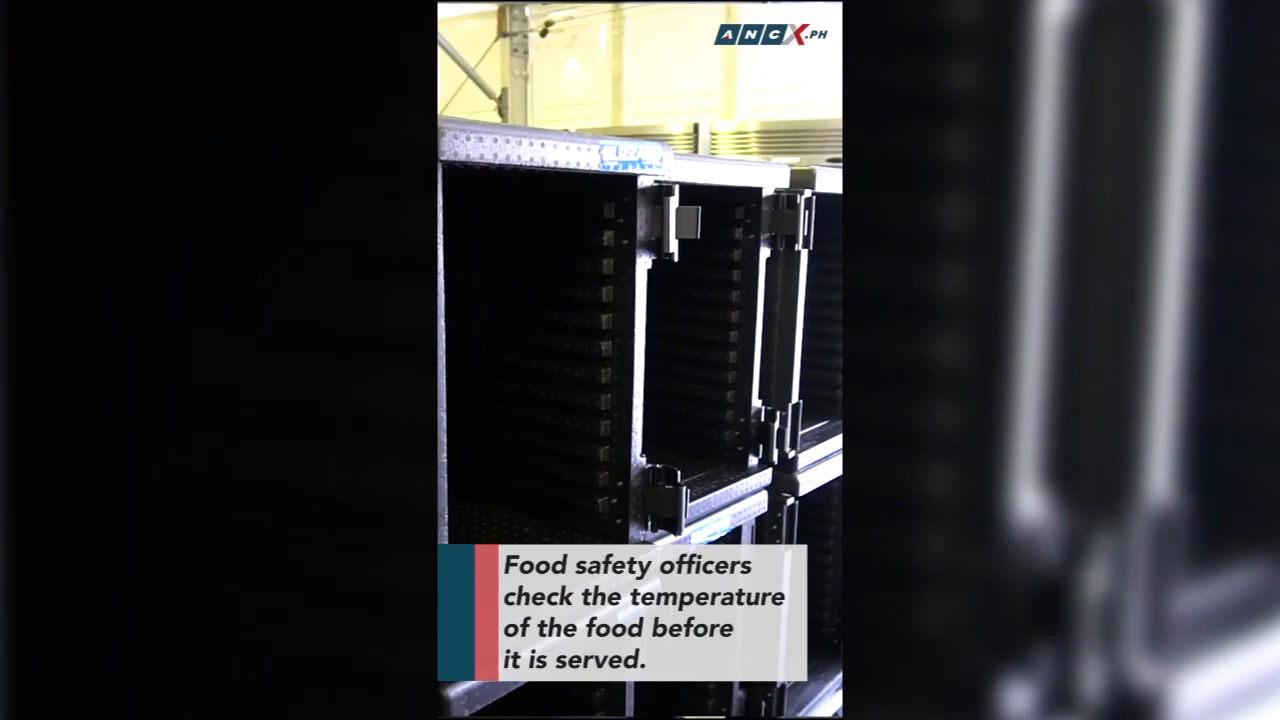 ANCX.PH
Food safety officers
check the temperature
of the food before
it is served.